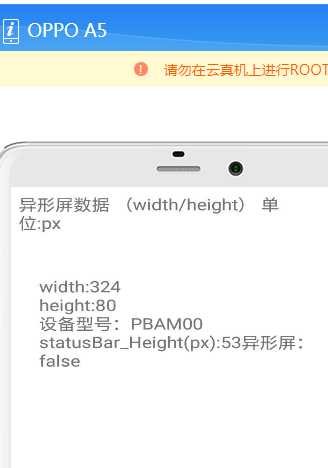 OPPO A5
请勿在云真机上进行ROOT
异形屏数据 （width/height） 单
位:px
width:324
height:80
设备型号：PBAM00
statusBar_Height(px):53异形屏：
false